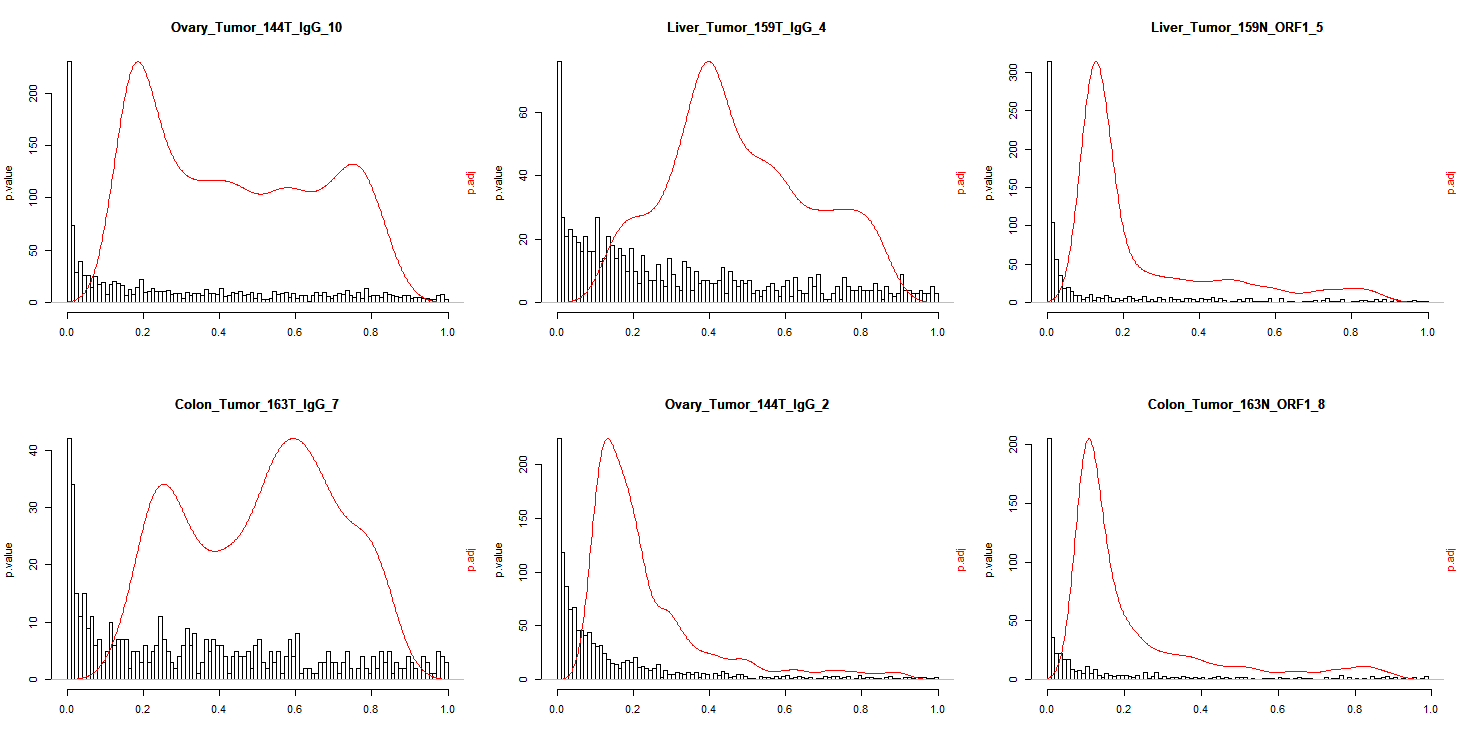 Ovary_Tumor_144T_IgG_10
p.value
0 50 100 150 200
0.0 0.2 0.4 0.6 0.8 1.0
p.adj
Liver_Tumor_159T_IgG_4
p.value
0 20 40 60
0.0 0.2 0.4 0.6 0.8 1.0
p.adj
Liver_Tumor_159N_ORF1_5
p.value
0 50 100 150 200 250 300
0.0 0.2 0.4 0.6 0.8 1.0
p.adj
Colon_Tumor_163T_IgG_7
p.value
0 10 20 30 40
0.0 0.2 0.4 0.6 0.8 1.0
p.adj
Ovary_Tumor_144T_IgG_2
p.value
0 50 100 150 200
0.0 0.2 0.4 0.6 0.8 1.0
p.adj
Colon_Tumor_163N_ORF1_8
p.value
0 50 100 150 200
0.0 0.2 0.4 0.6 0.8 1.0
p.adj